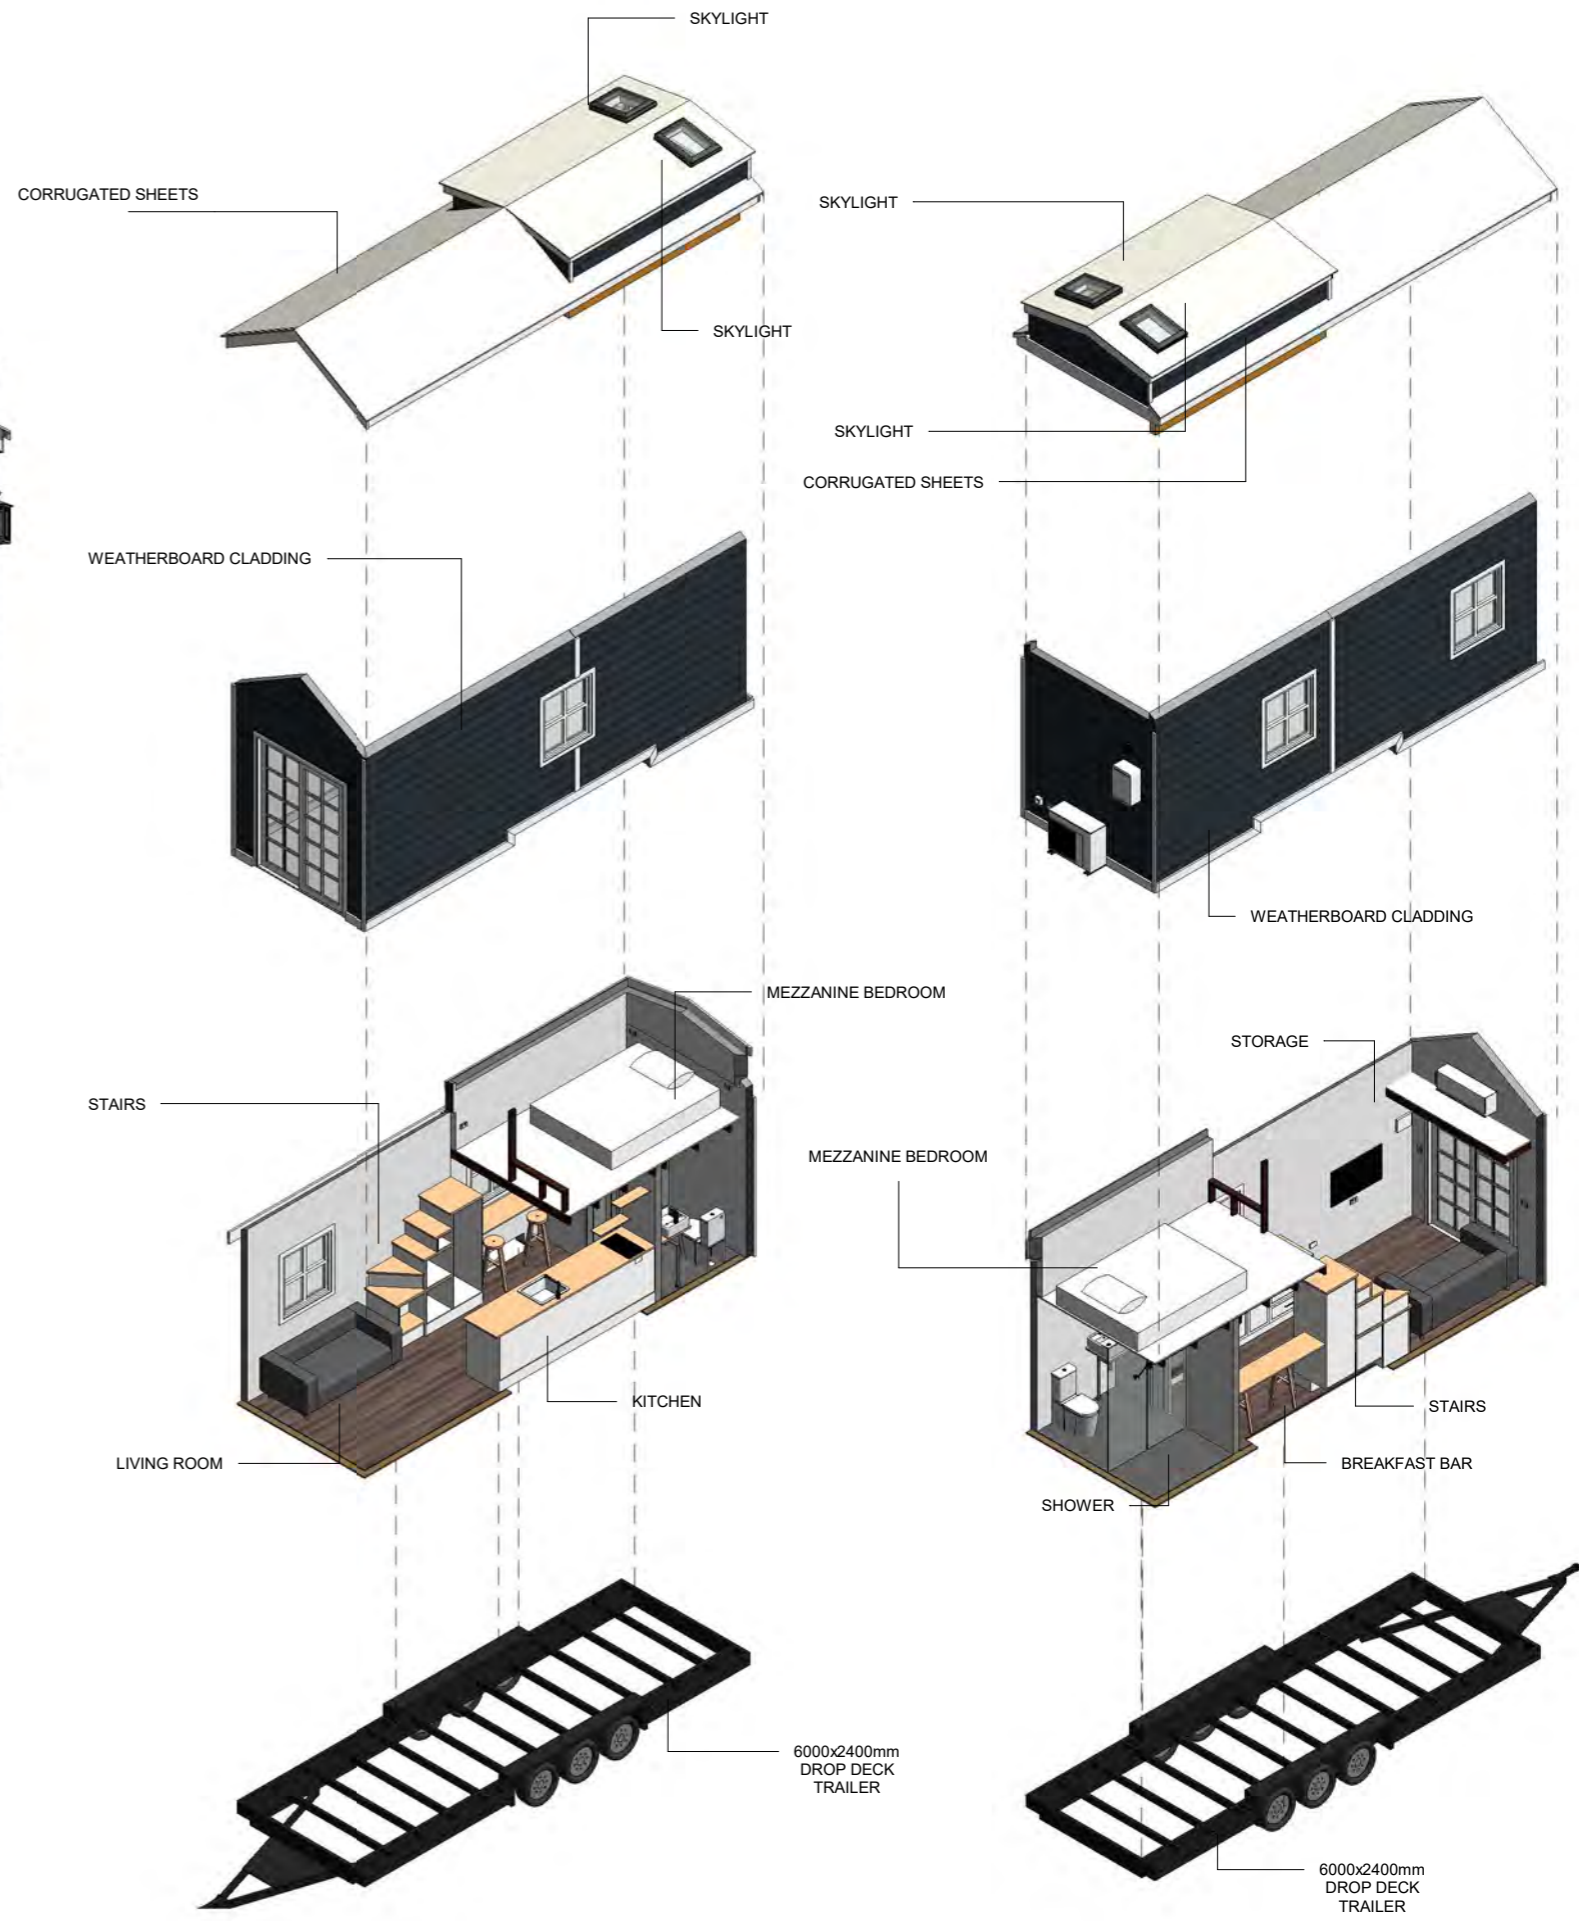 SKYLIGHT
CORRUGATED SHEETS
SKYLIGHT
WEATHERBOARD CLADDING
MEZZANINE BEDROOM
STAIRS
KITCHEN
LIVING ROOM
6000x2400mm
DROP DECK
TRAILER
SKYLIGHT
SKYLIGHT
CORRUGATED SHEETS
WEATHERBOARD CLADDING
STORAGE
MEZZANINE BEDROOM
STAIRS
BREAKFAST BAR
SHOWER
6000x2400mm
DROP DECK
TRAILER